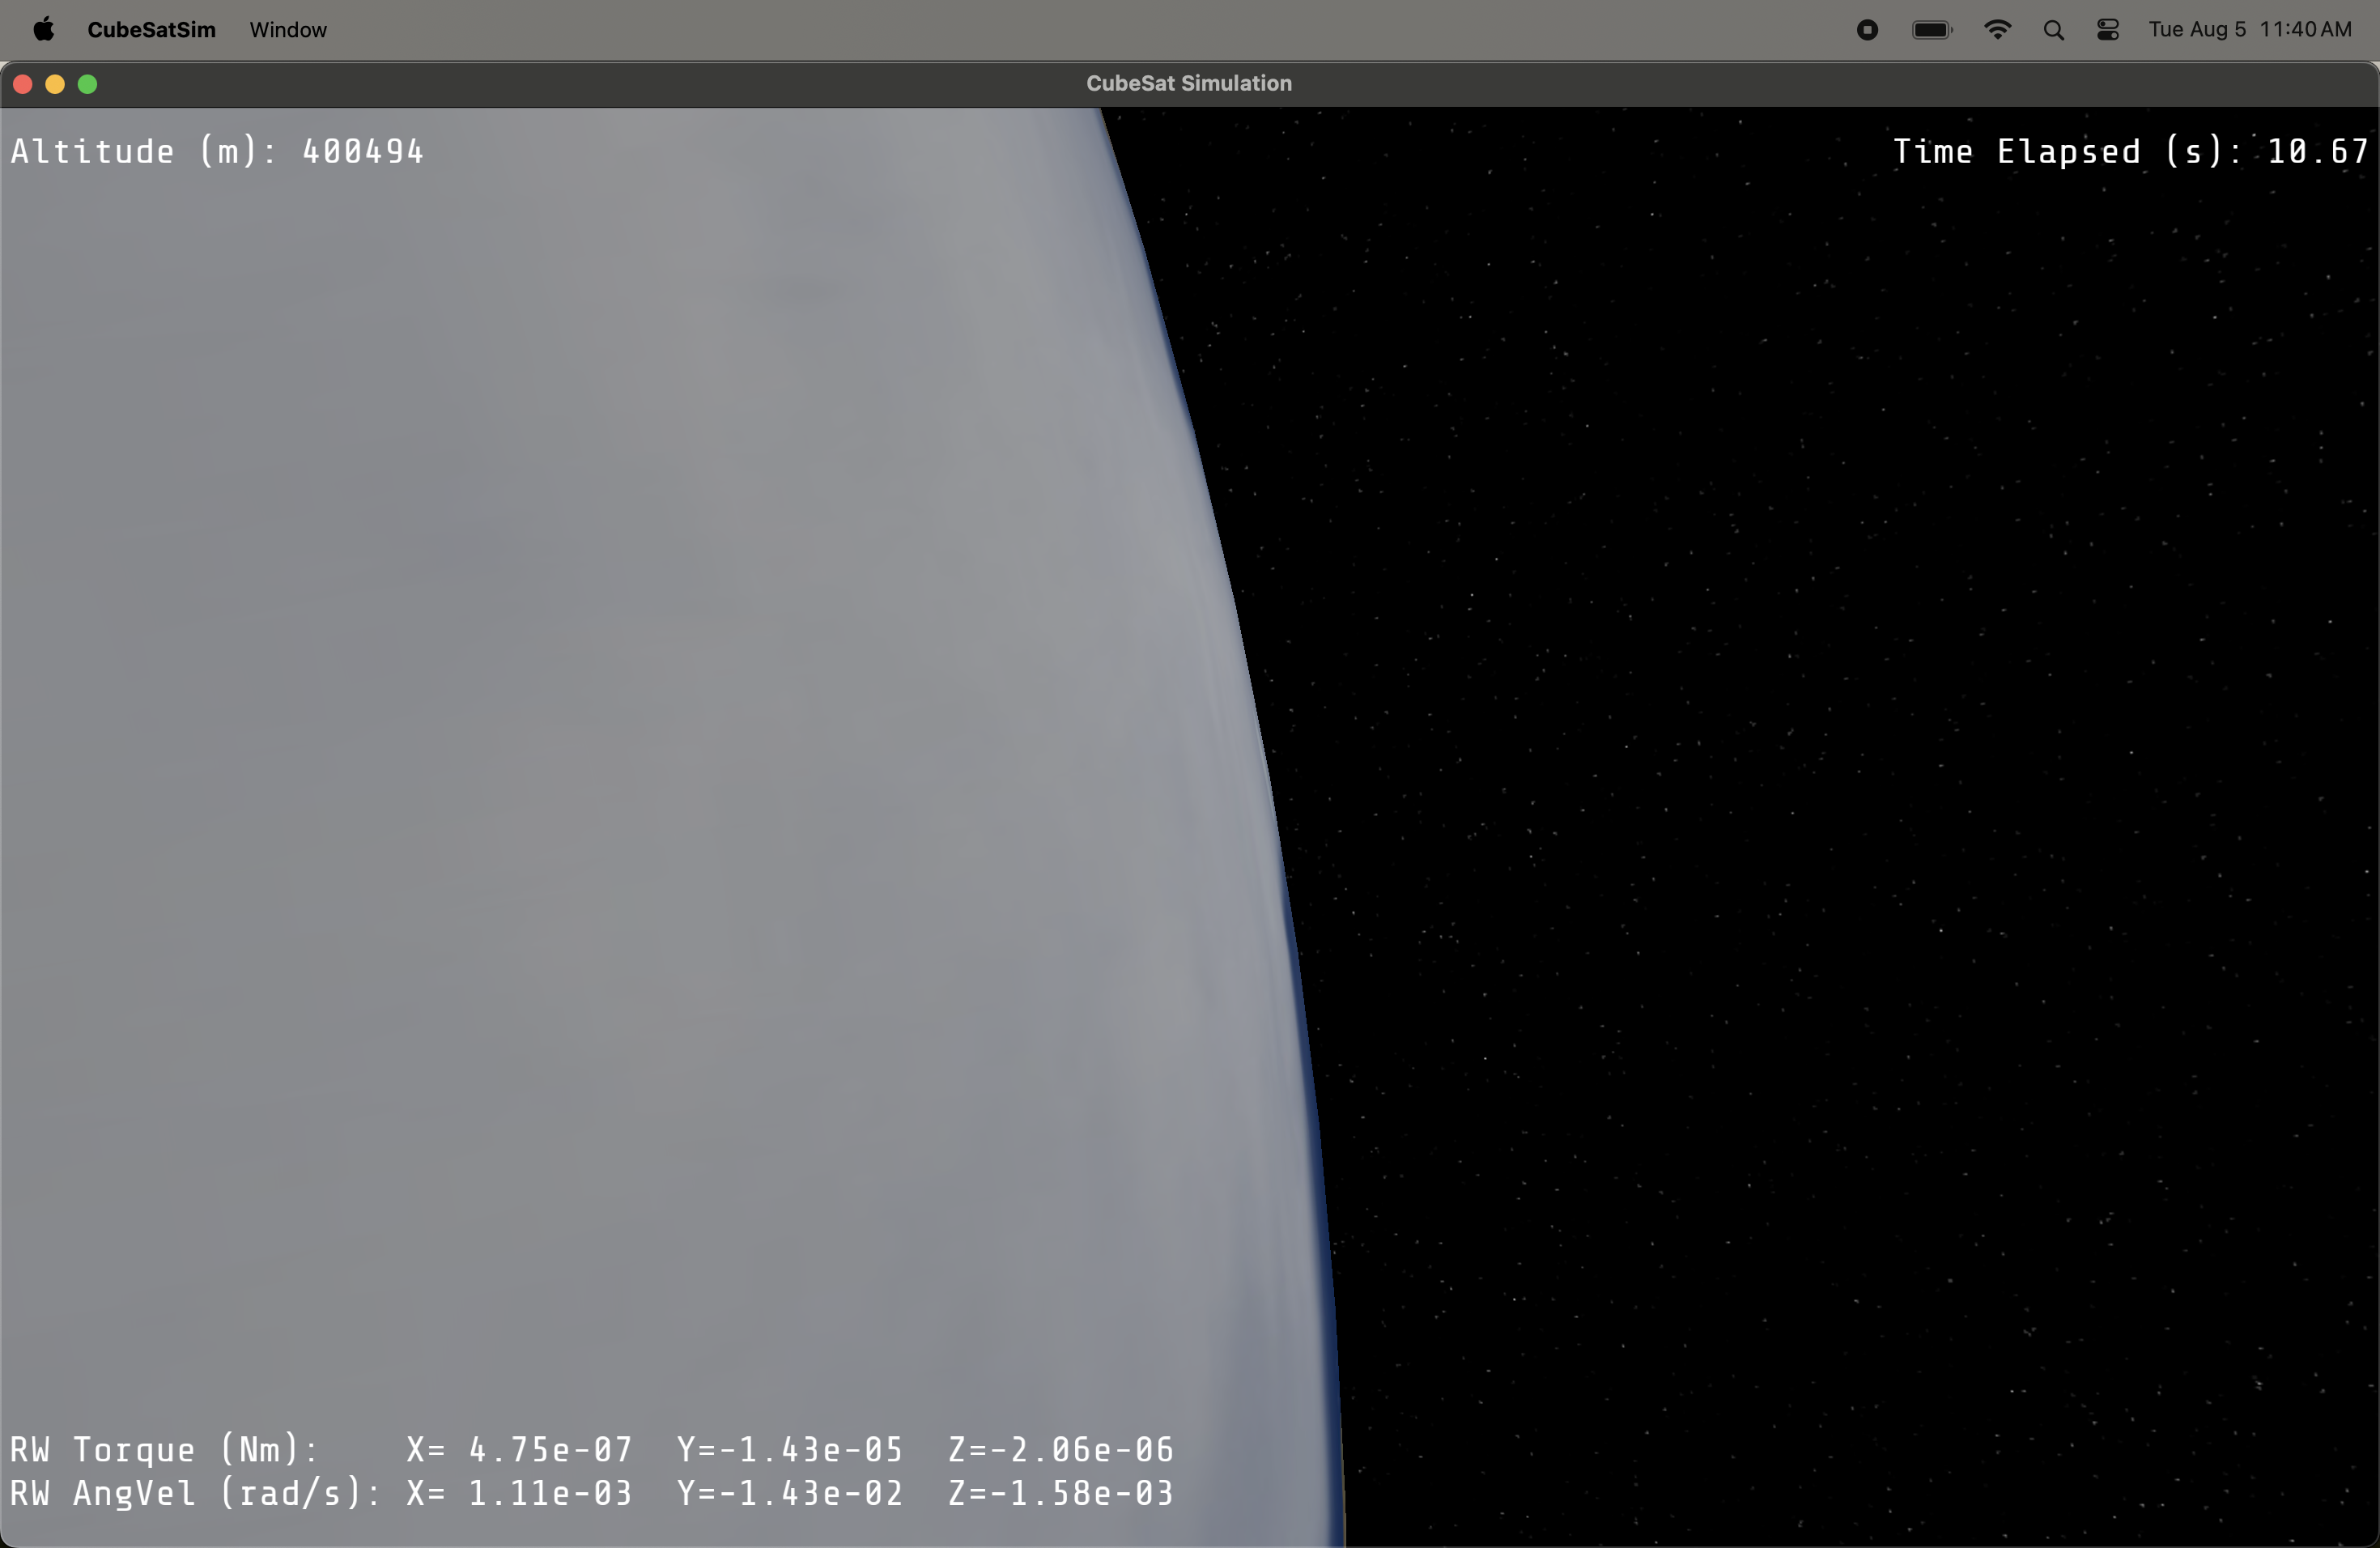 CubeSatSim Window Tue Aug 5 11:40 AM
CubeSat Simulation
Altitude (m): 400494
Time Elapsed (s): 10.67
RW Torque (Nm): X= 4.75e-07 Y=-1.43e-05 Z=-2.06e-06
RW AngVel (rad/s): X= 1.11e-03 Y=-1.43e-02 Z=-1.58e-03